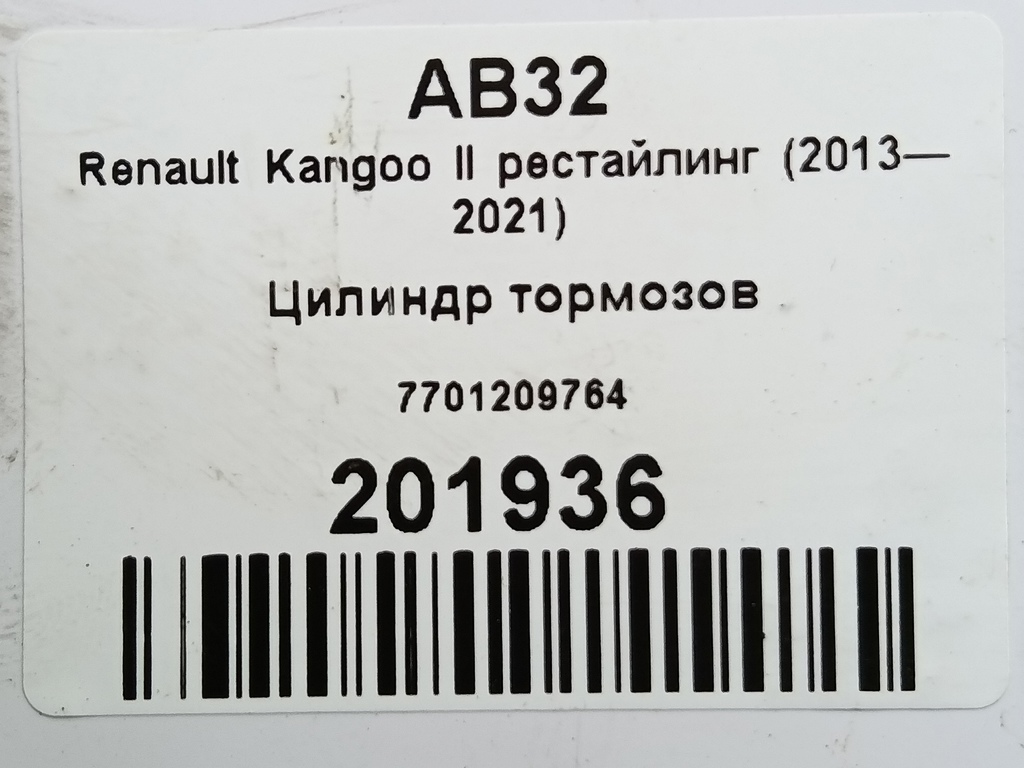 AB32
Renault Kangoo II рестайлинг (2013—
2021)
Цилиндр тормозов
7701209764
201936